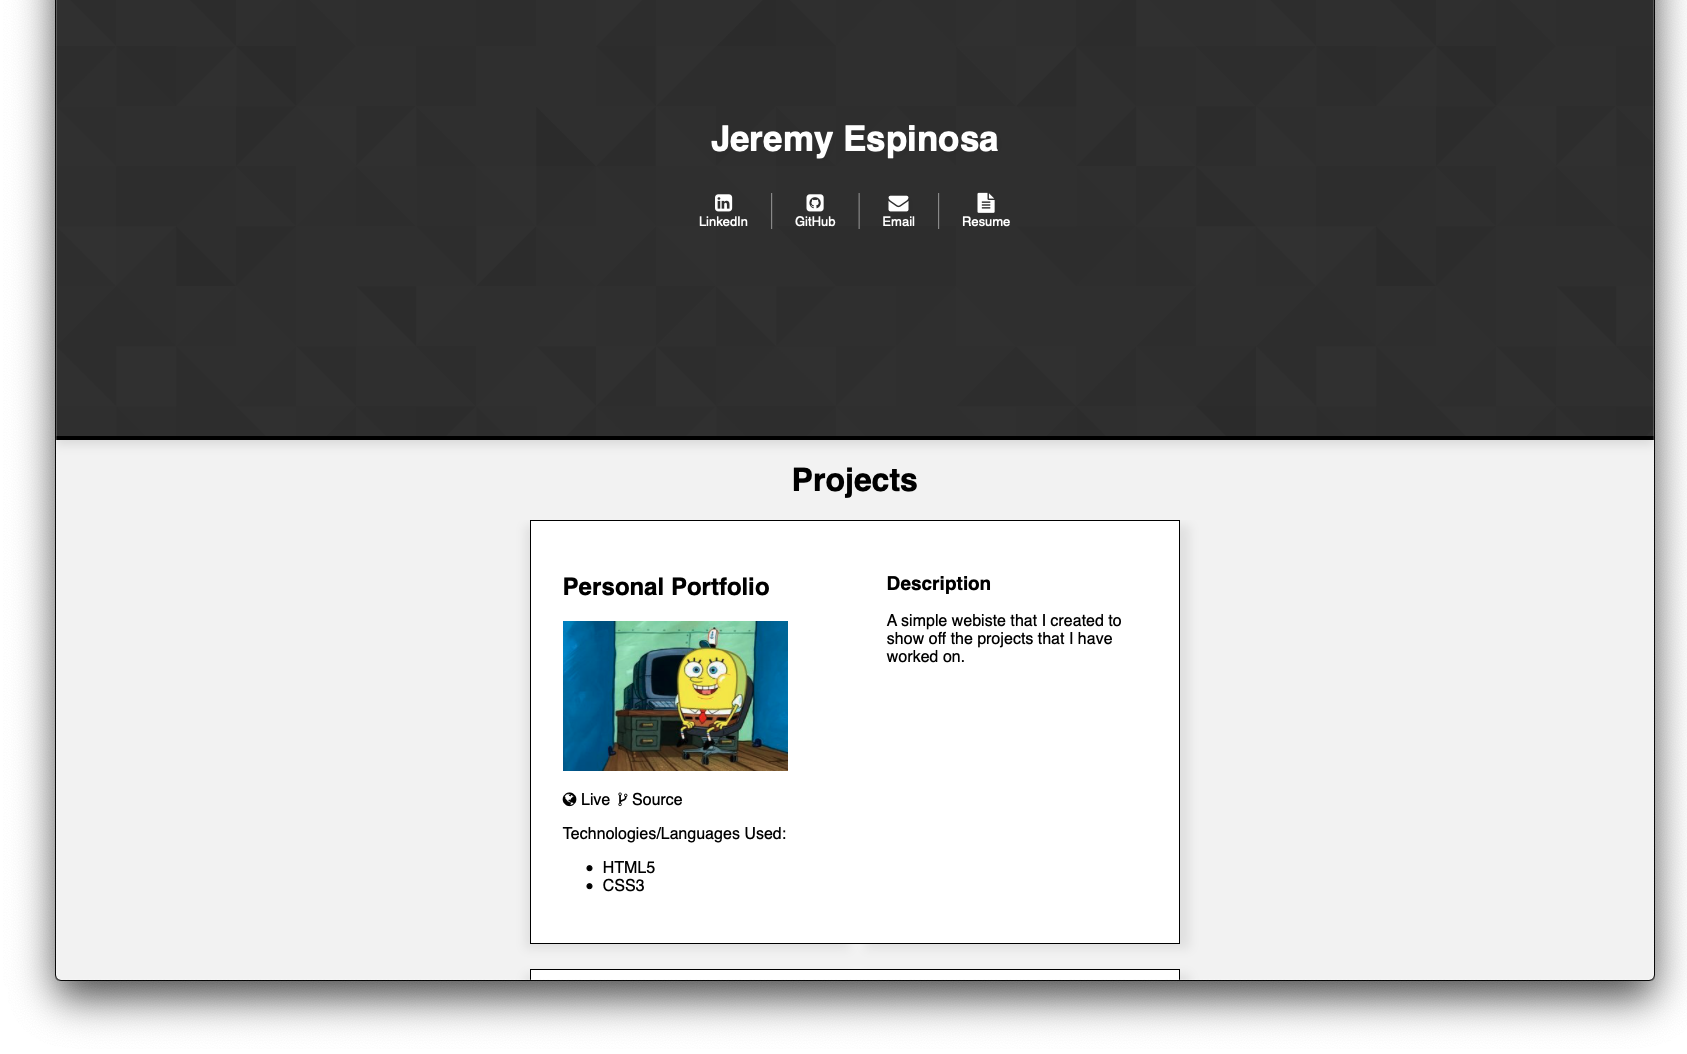 Jeremy Espinosa
LinkedIn
GitHub
Email
Resume
Projects
Personal Portfolio
Live Source
Technologies/Languages Used:
HTML5
CSS3
Description
A simple webiste that I created to
show off the projects that I have
worked on.